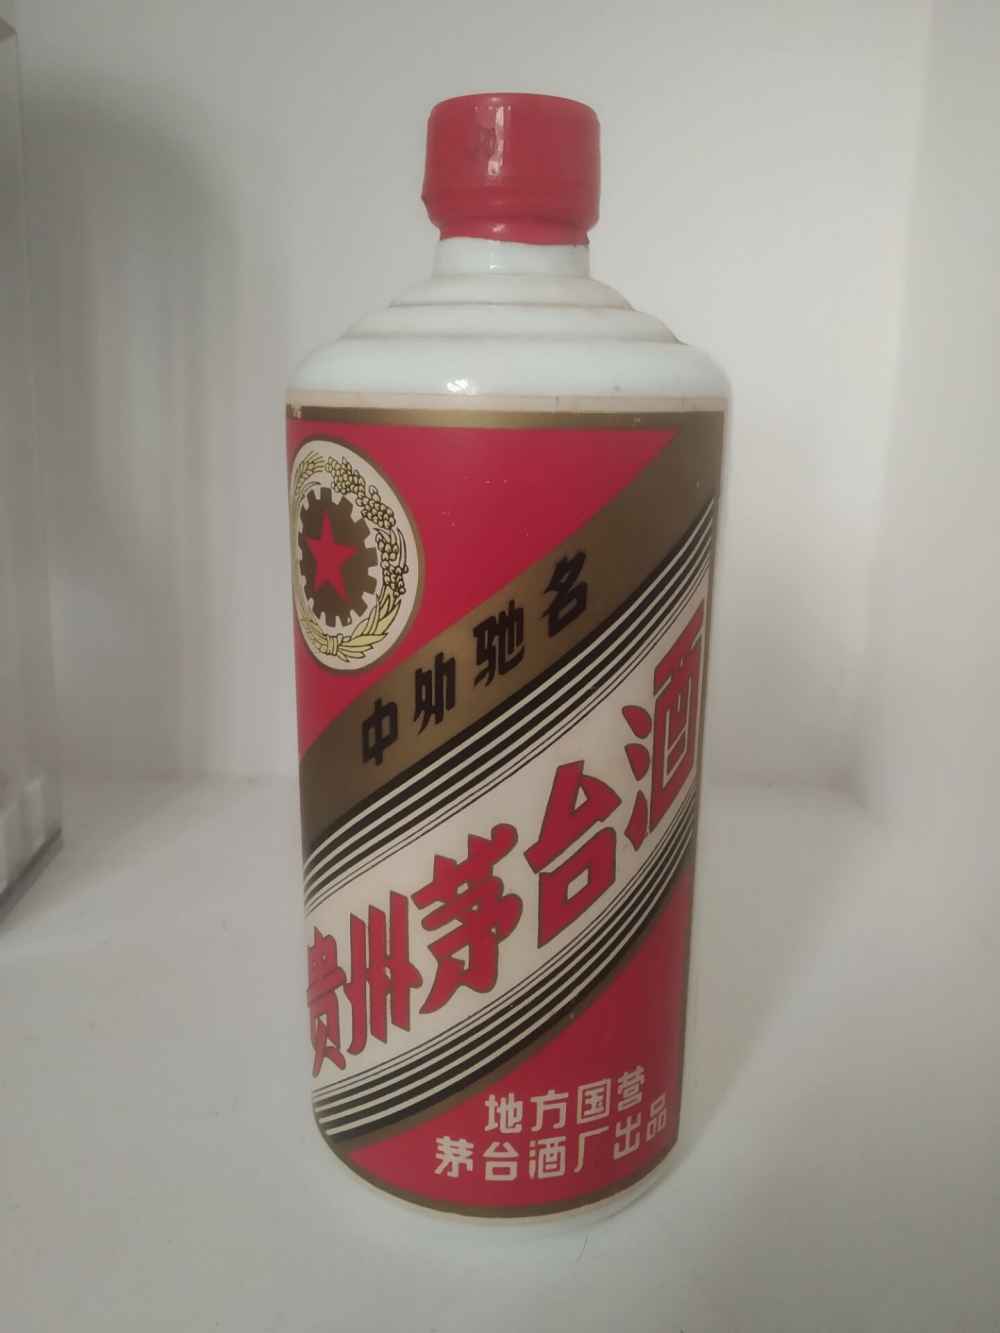 中外驰名
贵州茅台酒
地方国营
茅台酒厂出品